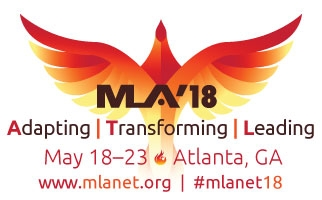 MLA'18
Adapting | Transforming | Leading
May 18–23 Atlanta, GA
www.mlanet.org | #mlanet18